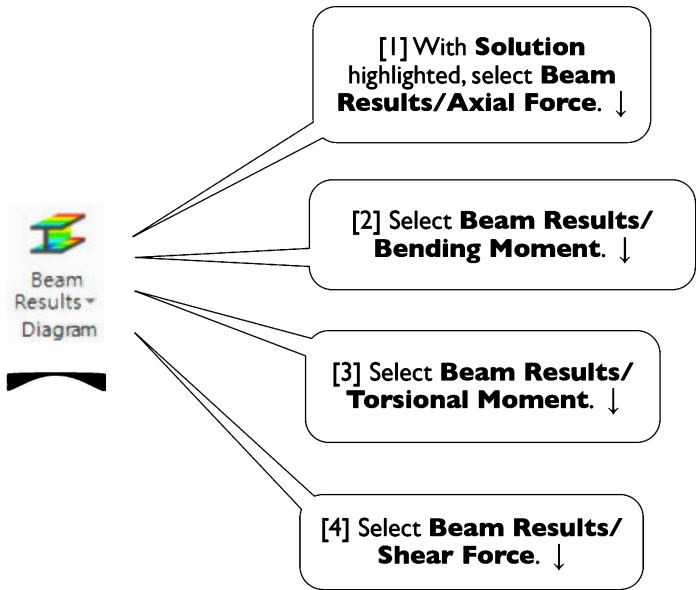 [1] With Solution
highlighted, select Beam
Results/Axial Force. ↓
[2] Select Beam Results/
Bending Moment. ↓
Beam
Results
Diagram
[3] Select Beam Results/
Torsional Moment. ↓
[4] Select Beam Results/
Shear Force. ↓